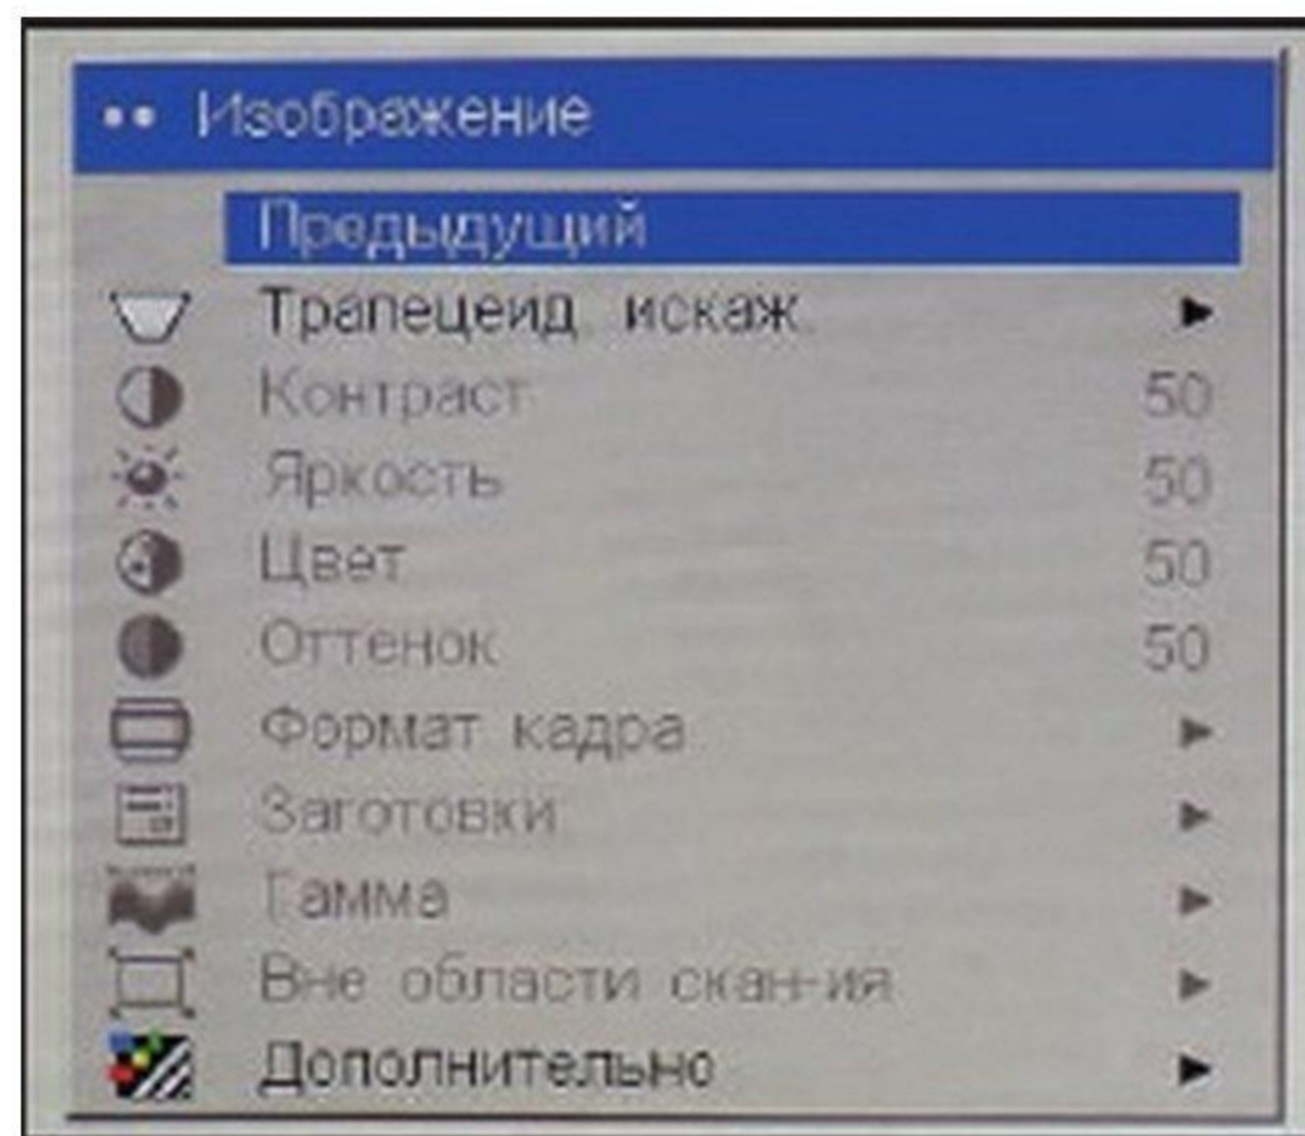 •• Изображение
Предыдущий
Трапецеид. искаж.
Контраст 50
Яркость 50
Цвет 50
Оттенок 50
Формат кадра
Заготовки
Гамма
Вне области скан-ия
Дополнительно